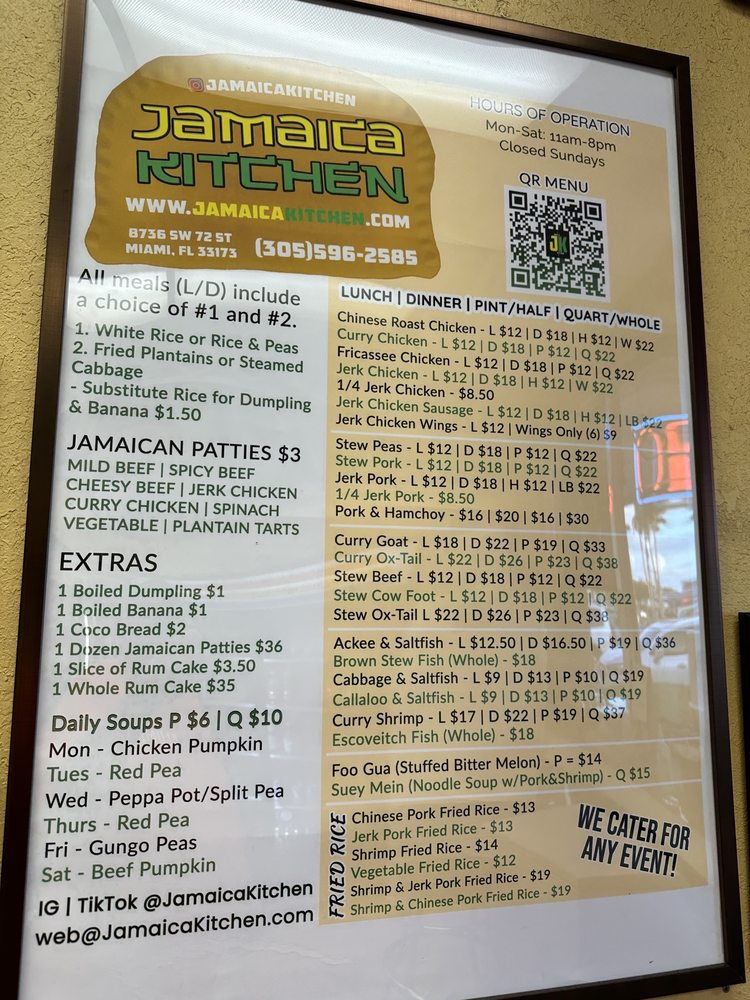 JAMAICAKITCHEN
JAMAICA
KITCHEN
WWW.JAMAICAKITCHEN.COM
8736 SW 72 ST
MIAMI, FL 33173
(305)596-2585
HOURS OF OPERATION
Mon-Sat: 11am-8pm
Closed Sundays
QR MENU
JK
All meals (L/D) include
a choice of #1 and #2.
1. White Rice or Rice & Peas
2. Fried Plantains or Steamed
Cabbage
- Substitute Rice for Dumpling
& Banana $1.50
JAMAICAN PATTIES $3
MILD BEEF | SPICY BEEF
CHEESY BEEF | JERK CHICKEN
CURRY CHICKEN | SPINACH
VEGETABLE | PLANTAIN TARTS
EXTRAS
1 Boiled Dumpling $1
1 Boiled Banana $1
1 Coco Bread $2
1 Dozen Jamaican Patties $36
1 Slice of Rum Cake $3.50
1 Whole Rum Cake $35
Daily Soups P $6 | Q $10
Mon - Chicken Pumpkin
Tues - Red Pea
Wed - Peppa Pot/Split Pea
Thurs - Red Pea
Fri - Gungo Peas
Sat - Beef Pumpkin
IG | TikTok @JamaicaKitchen
web@JamaicaKitchen.com
LUNCH | DINNER | PINT/HALF | QUART/WHOLE
Chinese Roast Chicken - L $12 | D $18 | H $12 | W $22
Curry Chicken - L $12 | D $18 | P $12 | Q $22
Fricassee Chicken - L $12 | D $18 | P $12 | Q $22
Jerk Chicken - L $12 | D $18 | H $12 | W $22
1/4 Jerk Chicken - $8.50
Jerk Chicken Sausage - L $12 | D $18 | H $12 | LB $22
Jerk Chicken Wings - L $12 | Wings Only (6) $9
Stew Peas - L $12 | D $18 | P $12 | Q $22
Stew Pork - L $12 | D $18 | P $12 | Q $22
Jerk Pork - L $12 | D $18 | H $12 | LB $22
1/4 Jerk Pork - $8.50
Pork & Hamchoy - $16 | $20 | $16 | $30
Curry Goat - L $18 | D $22 | P $19 | Q $33
Curry Ox-Tail - L $22 | D $26 | P $23 | Q $38
Stew Beef - L $12 | D $18 | P $12 | Q $22
Stew Cow Foot - L $12 | D $18 | P $12 | Q $22
Stew Ox-Tail L $22 | D $26 | P $23 | Q $38
Ackee & Saltfish - L $12.50 | D $16.50 | P $19 | Q $36
Brown Stew Fish (Whole) - $18
Cabbage & Saltfish - L $9 | D $13 | P $10 | Q $19
Callaloo & Saltfish - L $9 | D $13 | P $10 | Q $19
Curry Shrimp - L $17 | D $22 | P $19 | Q $37
Escoveitch Fish (Whole) - $18
Foo Gua (Stuffed Bitter Melon) - P = $14
Suey Mein (Noodle Soup w/Pork&Shrimp) - Q $15
FRIED RICE
Chinese Pork Fried Rice - $13
Jerk Pork Fried Rice - $13
Shrimp Fried Rice - $14
Vegetable Fried Rice - $12
Shrimp & Jerk Pork Fried Rice - $19
Shrimp & Chinese Pork Fried Rice - $19
WE CATER FOR
ANY EVENT!